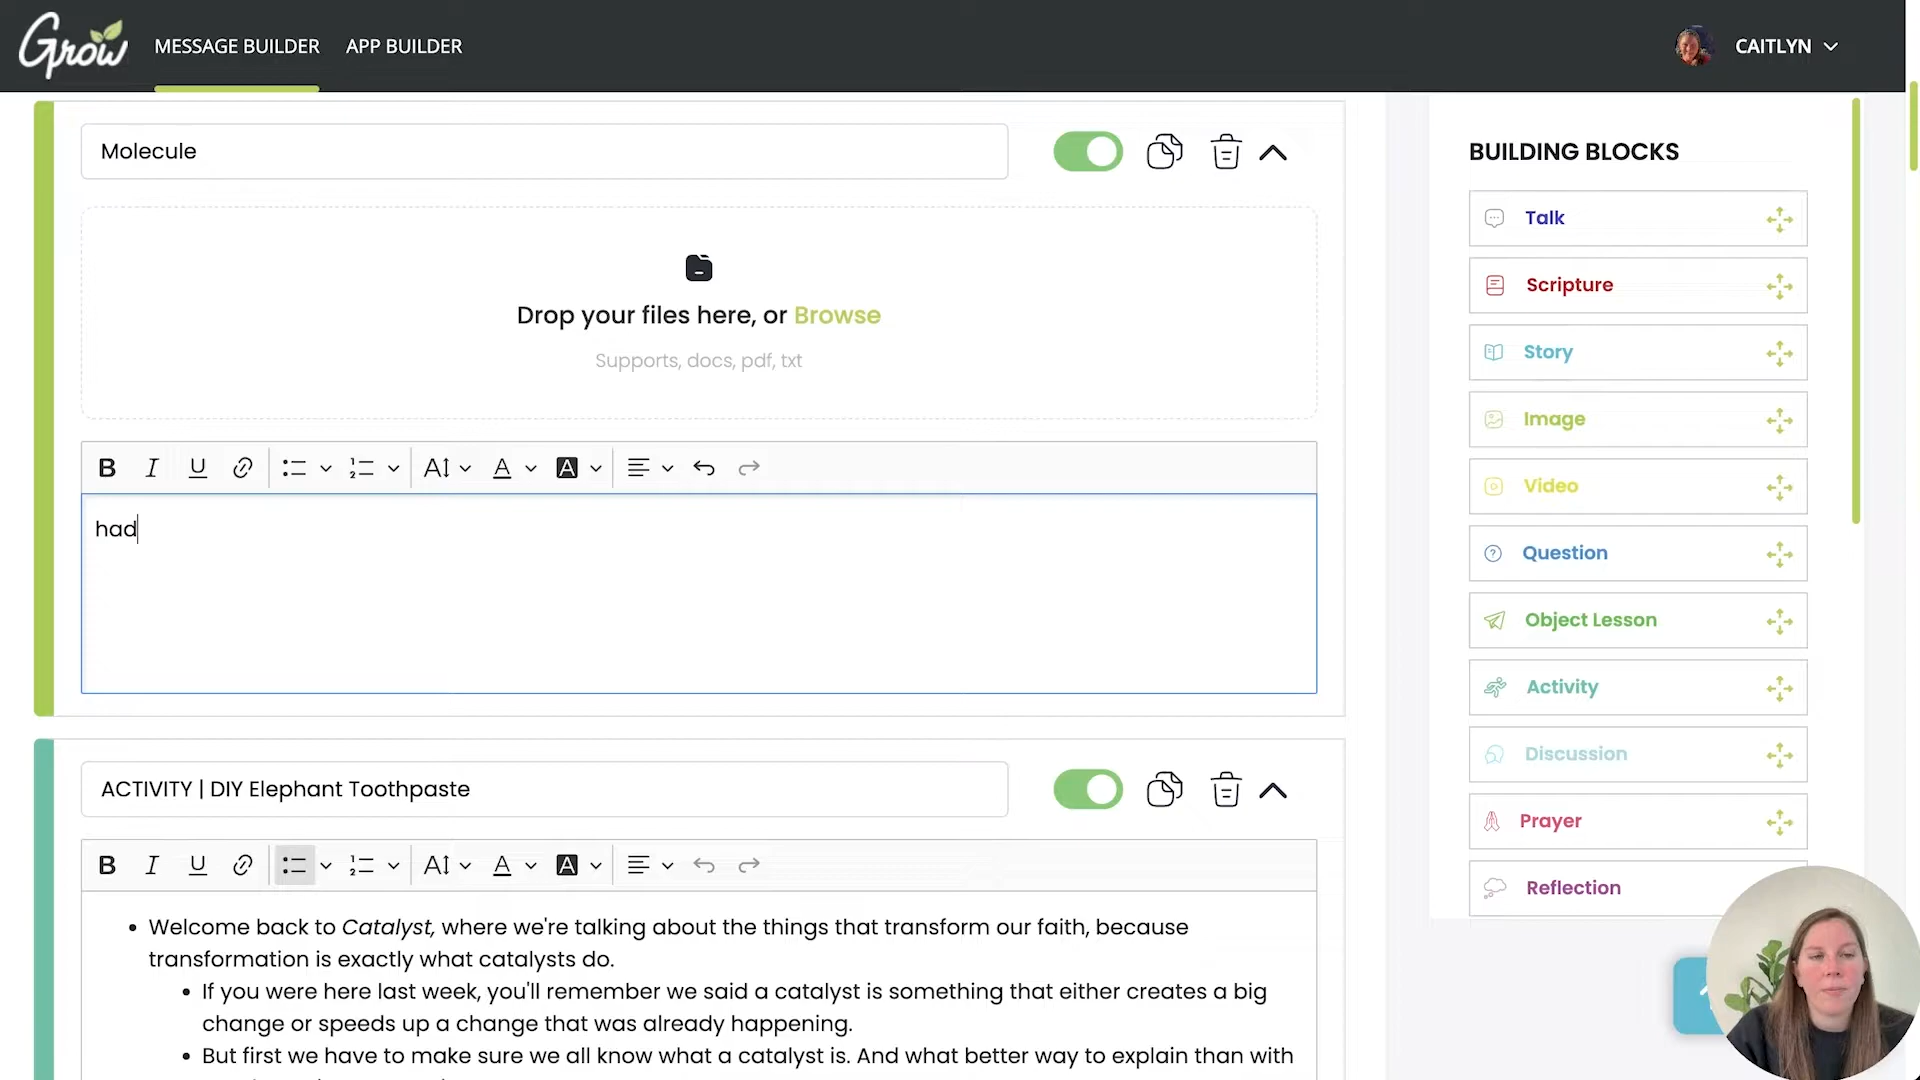 Grow
MESSAGE BUILDER
APP BUILDER
CAITLYN
Molecule
Drop your files here, or Browse
Supports, docs, pdf, txt
B I U
A A
had
ACTIVITY | DIY Elephant Toothpaste
B I U
A A
Welcome back to Catalyst, where we're talking about the things that transform our faith, because
transformation is exactly what catalysts do.
If you were here last week, you'll remember we said a catalyst is something that either creates a big
change or speeds up a change that was already happening.
But first we have to make sure we all know what a catalyst is. And what better way to explain than with
BUILDING BLOCKS
Talk
Scripture
Story
Image
Video
Question
Object Lesson
Activity
Discussion
Prayer
Reflection